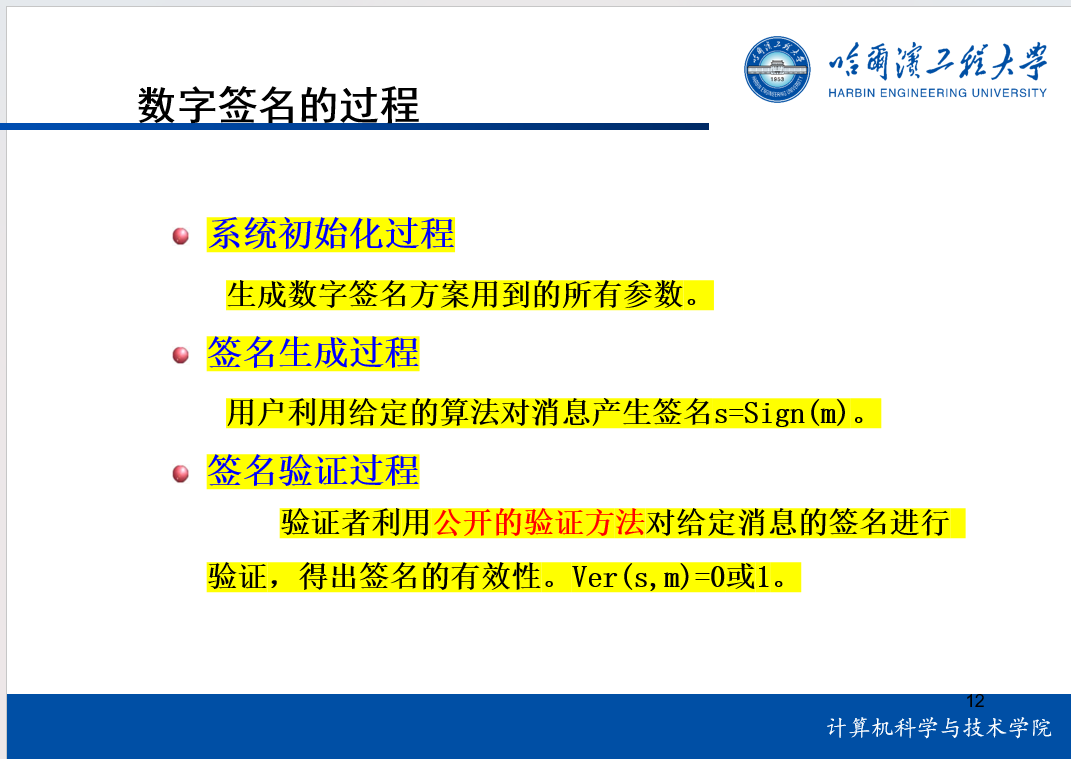 哈尔滨工程大学
HARBIN ENGINEERING UNIVERSITY
1953
数字签名的过程
系统初始化过程
生成数字签名方案用到的所有参数。
签名生成过程
用户利用给定的算法对消息产生签名s=Sign(m)。
签名验证过程
验证者利用公开的验证方法对给定消息的签名进行
验证，得出签名的有效性。Ver(s,m)=0或1。
12
计算机科学与技术学院